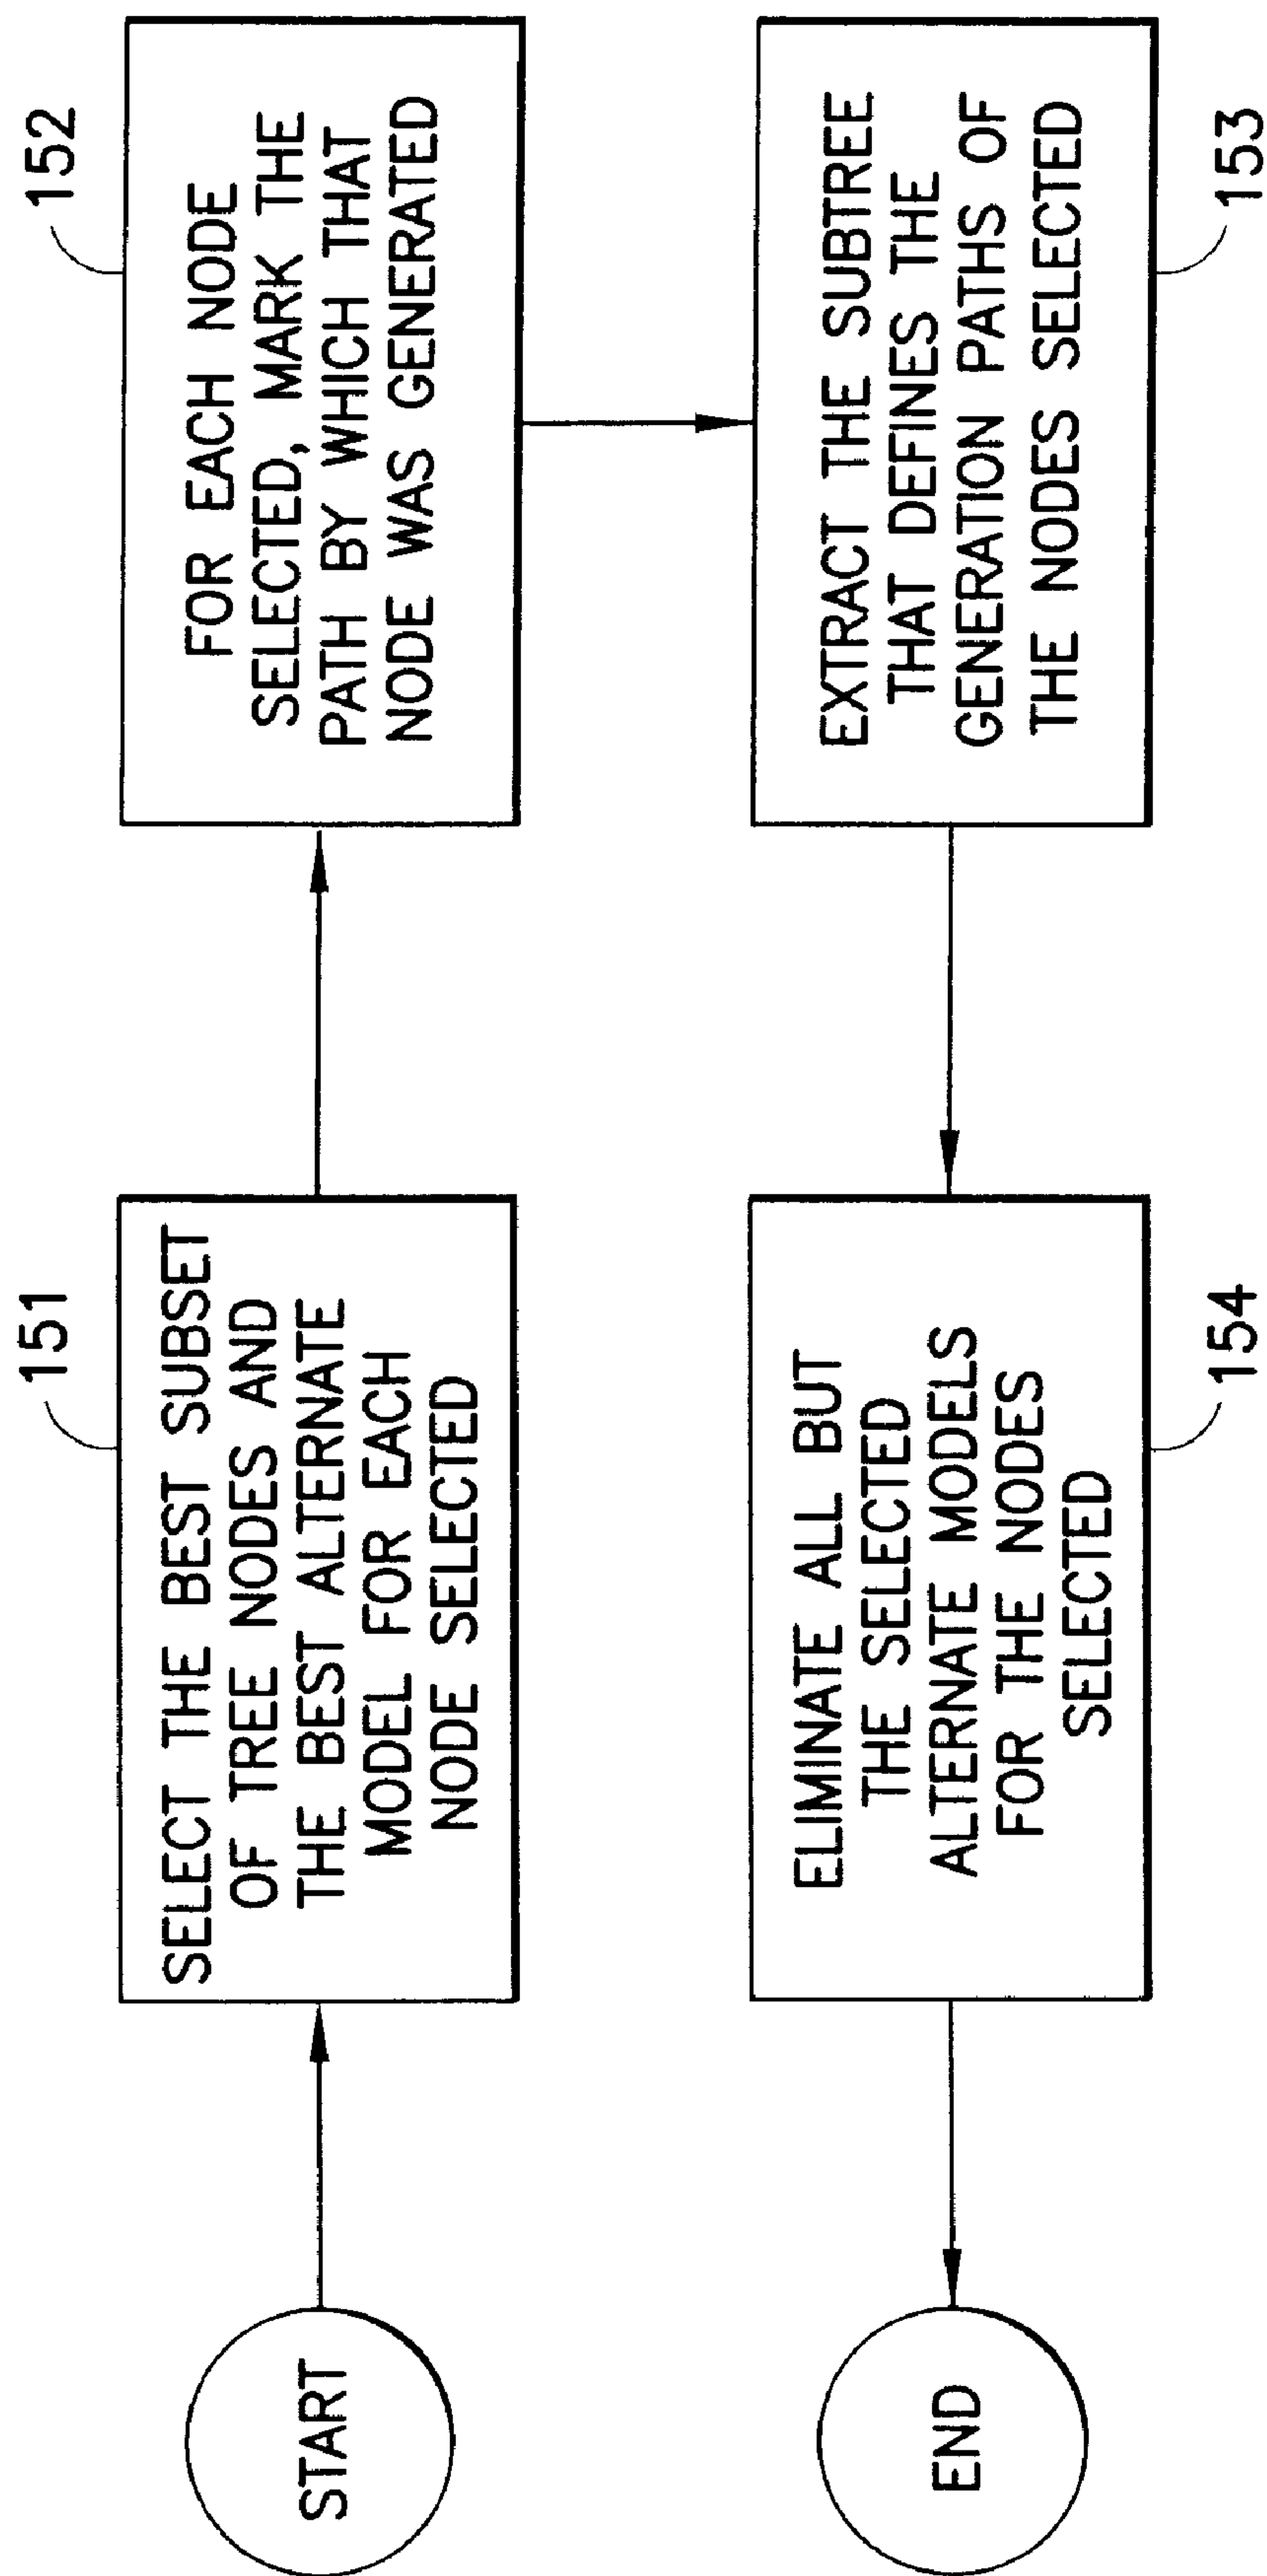 START
151
SELECT THE BEST SUBSET
OF TREE NODES AND
THE BEST ALTERNATE
MODEL FOR EACH
NODE SELECTED
152
FOR EACH NODE
SELECTED, MARK THE
PATH BY WHICH THAT
NODE WAS GENERATED
EXTRACT THE SUBTREE
THAT DEFINES THE
GENERATION PATHS OF
THE NODES SELECTED
153
ELIMINATE ALL BUT
THE SELECTED
ALTERNATE MODELS
FOR THE NODES
SELECTED
154
END